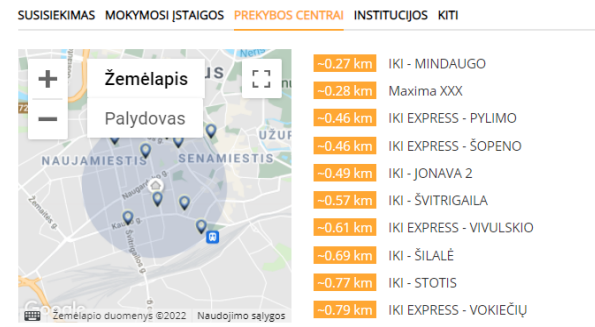 SUSISIEKIMAS MOKYMOSI ĮSTAIGOS PREKYBOS CENTRAI INSTITUCIJOS KITI
Žemėlapis
Palydovas
NAUJAMIESTIS
SENAMIESTIS
Naugarduko g.
Švitrigailos g.
Žemaitės g.
Google
Žemėlapio duomenys ©2022 Naudojimo sąlygos
~0.27 km IKI - MINDAUGO
~0.28 km Maxima XXX
~0.46 km IKI EXPRESS - PYLIMO
~0.46 km IKI EXPRESS - ŠOPENO
~0.49 km IKI - JONAVA 2
~0.57 km IKI - ŠVITRIGAILA
~0.61 km IKI EXPRESS - VIVULSKIO
~0.69 km IKI - ŠILALĖ
~0.77 km IKI - STOTIS
~0.79 km IKI EXPRESS - VOKIEČIŲ